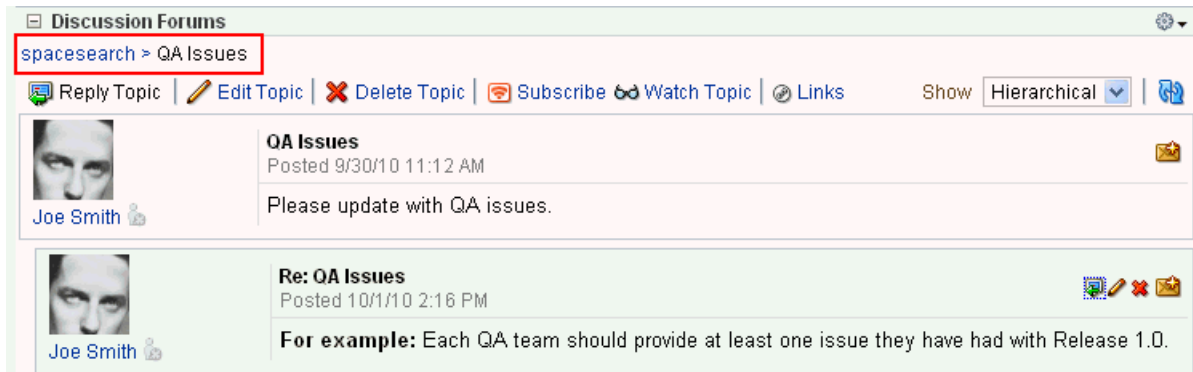 Discussion Forums
spacesearch > QA Issues
Reply Topic Edit Topic Delete Topic Subscribe Watch Topic Links Show Hierarchical
QA Issues
Posted 9/30/10 11:12 AM
Please update with QA issues.
Joe Smith
Re: QA Issues
Posted 10/1/10 2:16 PM
For example: Each QA team should provide at least one issue they have had with Release 1.0.
Joe Smith